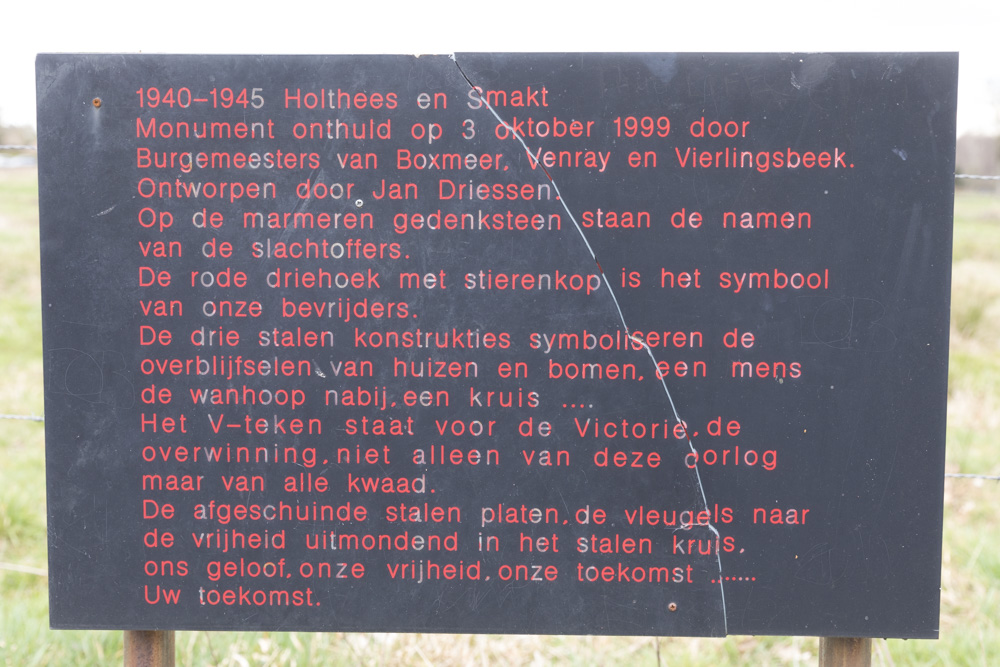 1940-1945 Holthees en Smakt
Monument onthuld op 3 oktober 1999 door
Burgemeesters van Boxmeer, Venray en Vierlingsbeek.
Ontworpen door Jan Driessen.
Op de marmeren gedenksteen staan de namen
van de slachtoffers.
De rode driehoek met stierenkop is het symbool
van onze bevrijders.
De drie stalen konstrukties symboliseren de
overblijfselen van huizen en bomen, een mens
de wanhoop nabij, een kruis ....
Het V-teken staat voor de Victorie, de
overwinning, niet alleen van deze oorlog
maar van alle kwaad.
De afgeschuinde stalen platen, de vleugels naar
de vrijheid uitmondend in het stalen kruis,
ons geloof, onze vrijheid, onze toekomst .......
Uw toekomst.